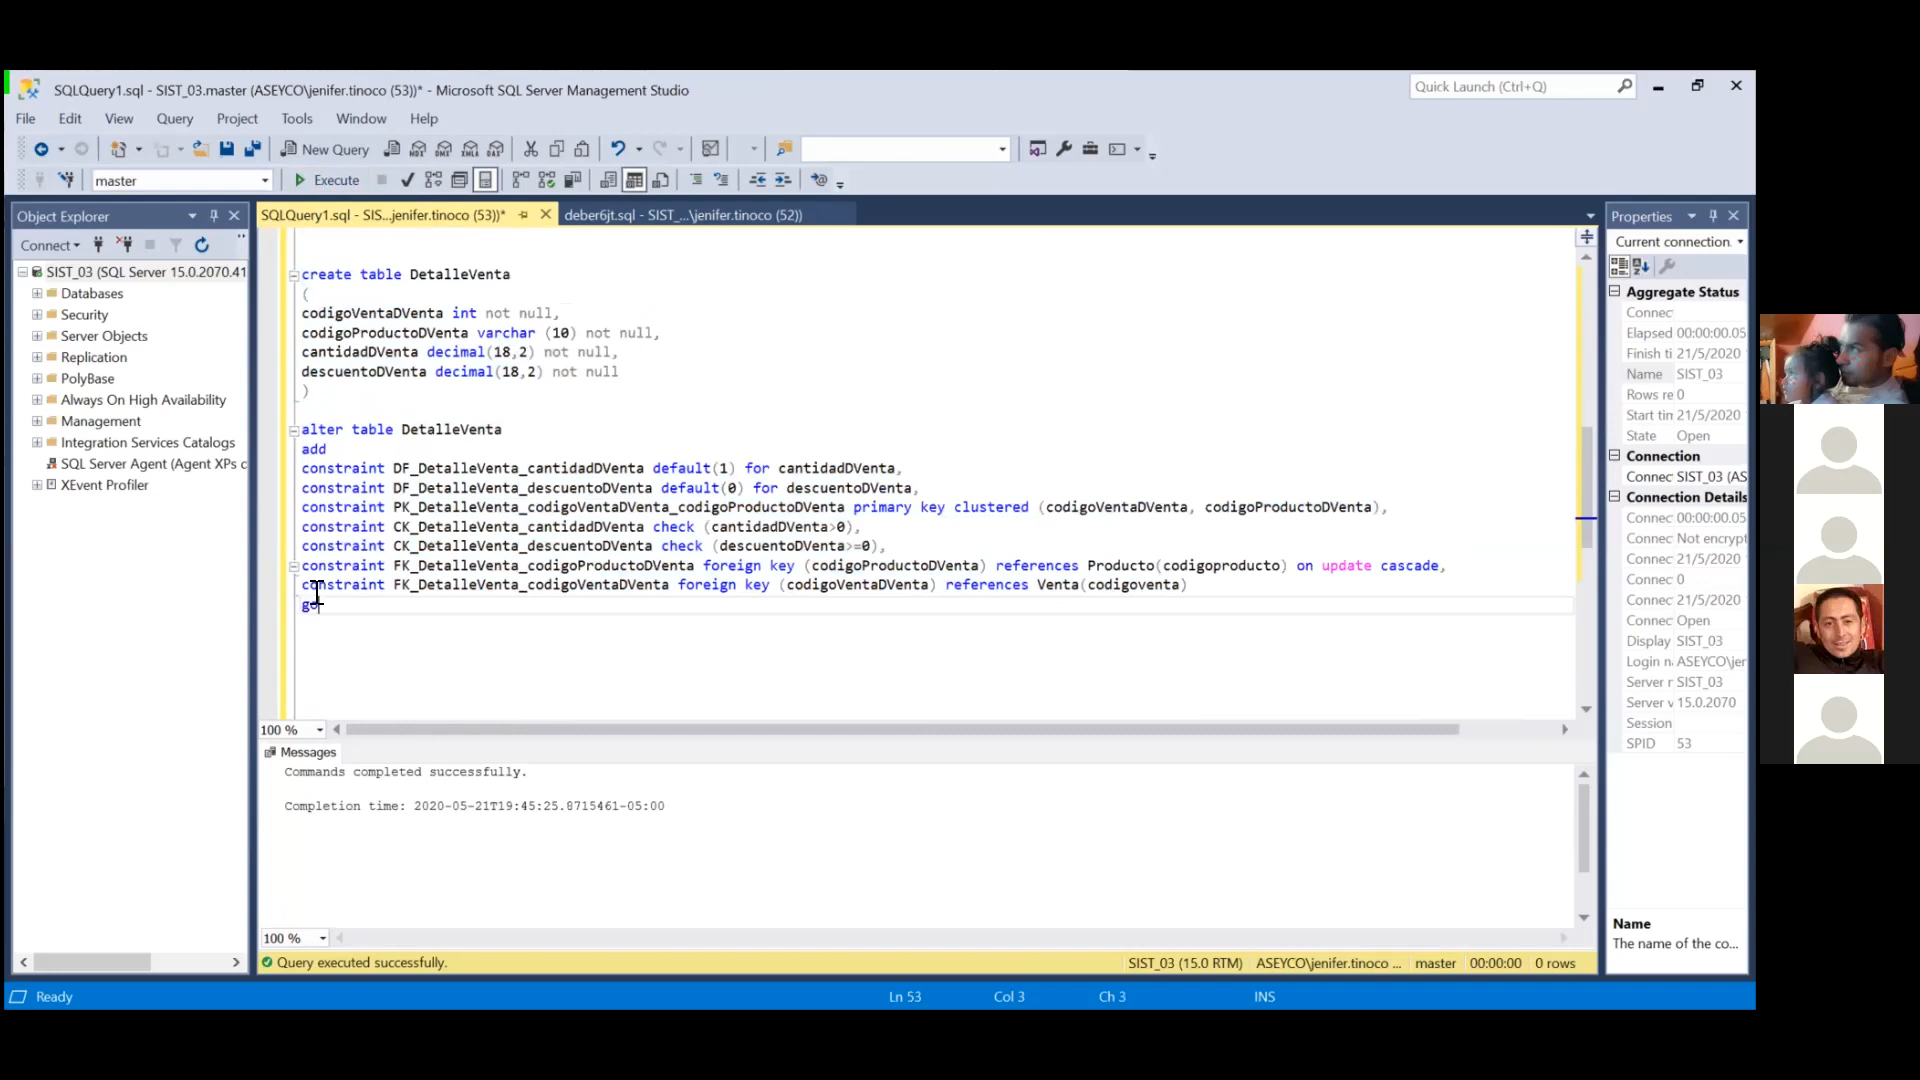 SQLQuery1.sql - SIST_03.master (ASEYCO\jenifer.tinoco (53))* - Microsoft SQL Server Management Studio
Quick Launch (Ctrl+Q)
File Edit View Query Project Tools Window Help
New Query
master
Execute
Object Explorer
Connect
SIST_03 (SQL Server 15.0.2070.41
Databases
Security
Server Objects
Replication
PolyBase
Always On High Availability
Management
Integration Services Catalogs
SQL Server Agent (Agent XPs c
XEvent Profiler
SQLQuery1.sql - SIS...jenifer.tinoco (53))*
deber6jt.sql - SIST_...\jenifer.tinoco (52))
create table DetalleVenta
(
codigoVentaDVenta int not null,
codigoProductoDVenta varchar (10) not null,
cantidadDVenta decimal(18,2) not null,
descuentoDVenta decimal(18,2) not null
)
alter table DetalleVenta
add
constraint DF_DetalleVenta_cantidadDVenta default(1) for cantidadDVenta,
constraint DF_DetalleVenta_descuentoDVenta default(0) for descuentoDVenta,
constraint PK_DetalleVenta_codigoVentaDVenta_codigoProductoDVenta primary key clustered (codigoVentaDVenta, codigoProductoDVenta),
constraint CK_DetalleVenta_cantidadDVenta check (cantidadDVenta>0),
constraint CK_DetalleVenta_descuentoDVenta check (descuentoDVenta>=0),
constraint FK_DetalleVenta_codigoProductoDVenta foreign key (codigoProductoDVenta) references Producto(codigoproducto) on update cascade,
constraint FK_DetalleVenta_codigoVentaDVenta foreign key (codigoVentaDVenta) references Venta(codigoventa)
go
100 %
Messages
Commands completed successfully.
Completion time: 2020-05-21T19:45:25.8715461-05:00
100 %
Query executed successfully.
SIST_03 (15.0 RTM)
ASEYCO\jenifer.tinoco ...
master
00:00:00
0 rows
Properties
Current connection.
Aggregate Status
Connec
Elapsed 00:00:00.05
Finish ti 21/5/2020
Name SIST_03
Rows re 0
Start tin 21/5/2020
State Open
Connection
Connec SIST_03 (AS
Connection Details
Connec 00:00:00.05
Connec Not encrypt
Connec 21/5/2020
Connec 0
Connec 21/5/2020
Connec Open
Display SIST_03
Login n ASEYCO\jer
Server r SIST_03
Server v 15.0.2070
Session
SPID 53
Name
The name of the co...
Ready
Ln 53
Col 3
Ch 3
INS